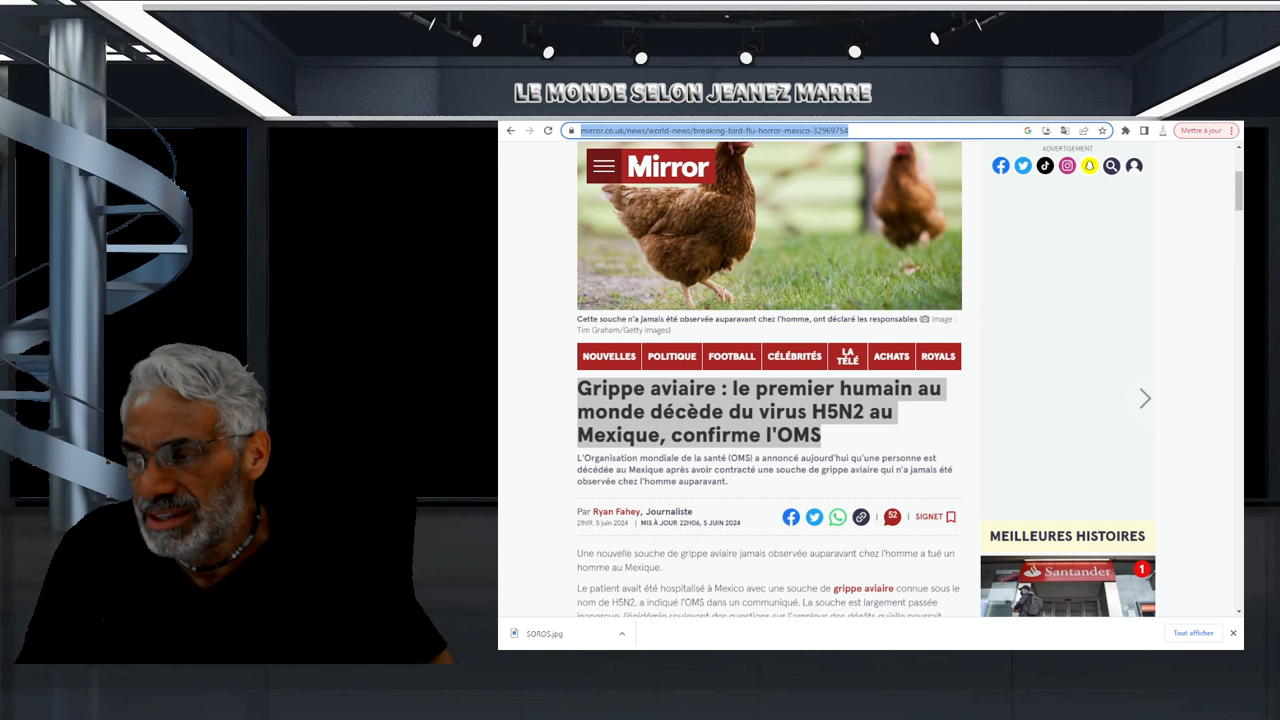 LE MONDE SELON JEANEZ MARRE
mirror.co.uk/news/world-news/breaking-bird-flu-horror-mexico-32969754
Mettre à jour
ADVERTISEMENT
Mirror
Cette souche n'a jamais été observée auparavant chez l'homme, ont déclaré les responsables (Image :
Tim Graham/Getty Images)
NOUVELLES POLITIQUE FOOTBALL CÉLÉBRITÉS LA TÉLÉ ACHATS ROYALS
Grippe aviaire : le premier humain au
monde décède du virus H5N2 au
Mexique, confirme l'OMS
L'Organisation mondiale de la santé (OMS) a annoncé aujourd'hui qu'une personne est
décédée au Mexique après avoir contracté une souche de grippe aviaire qui n'a jamais été
observée chez l'homme auparavant.
Par Ryan Fahey, Journaliste
21h19, 5 juin 2024 | MIS À JOUR 22H06, 5 JUIN 2024
52
SIGNET
MEILLEURES HISTOIRES
Santander
1
Une nouvelle souche de grippe aviaire jamais observée auparavant chez l'homme a tué un
homme au Mexique.
Le patient avait été hospitalisé à Mexico avec une souche de grippe aviaire connue sous le
nom de H5N2, a indiqué l'OMS dans un communiqué. La souche est largement passée
SOROS.jpg
Tout afficher